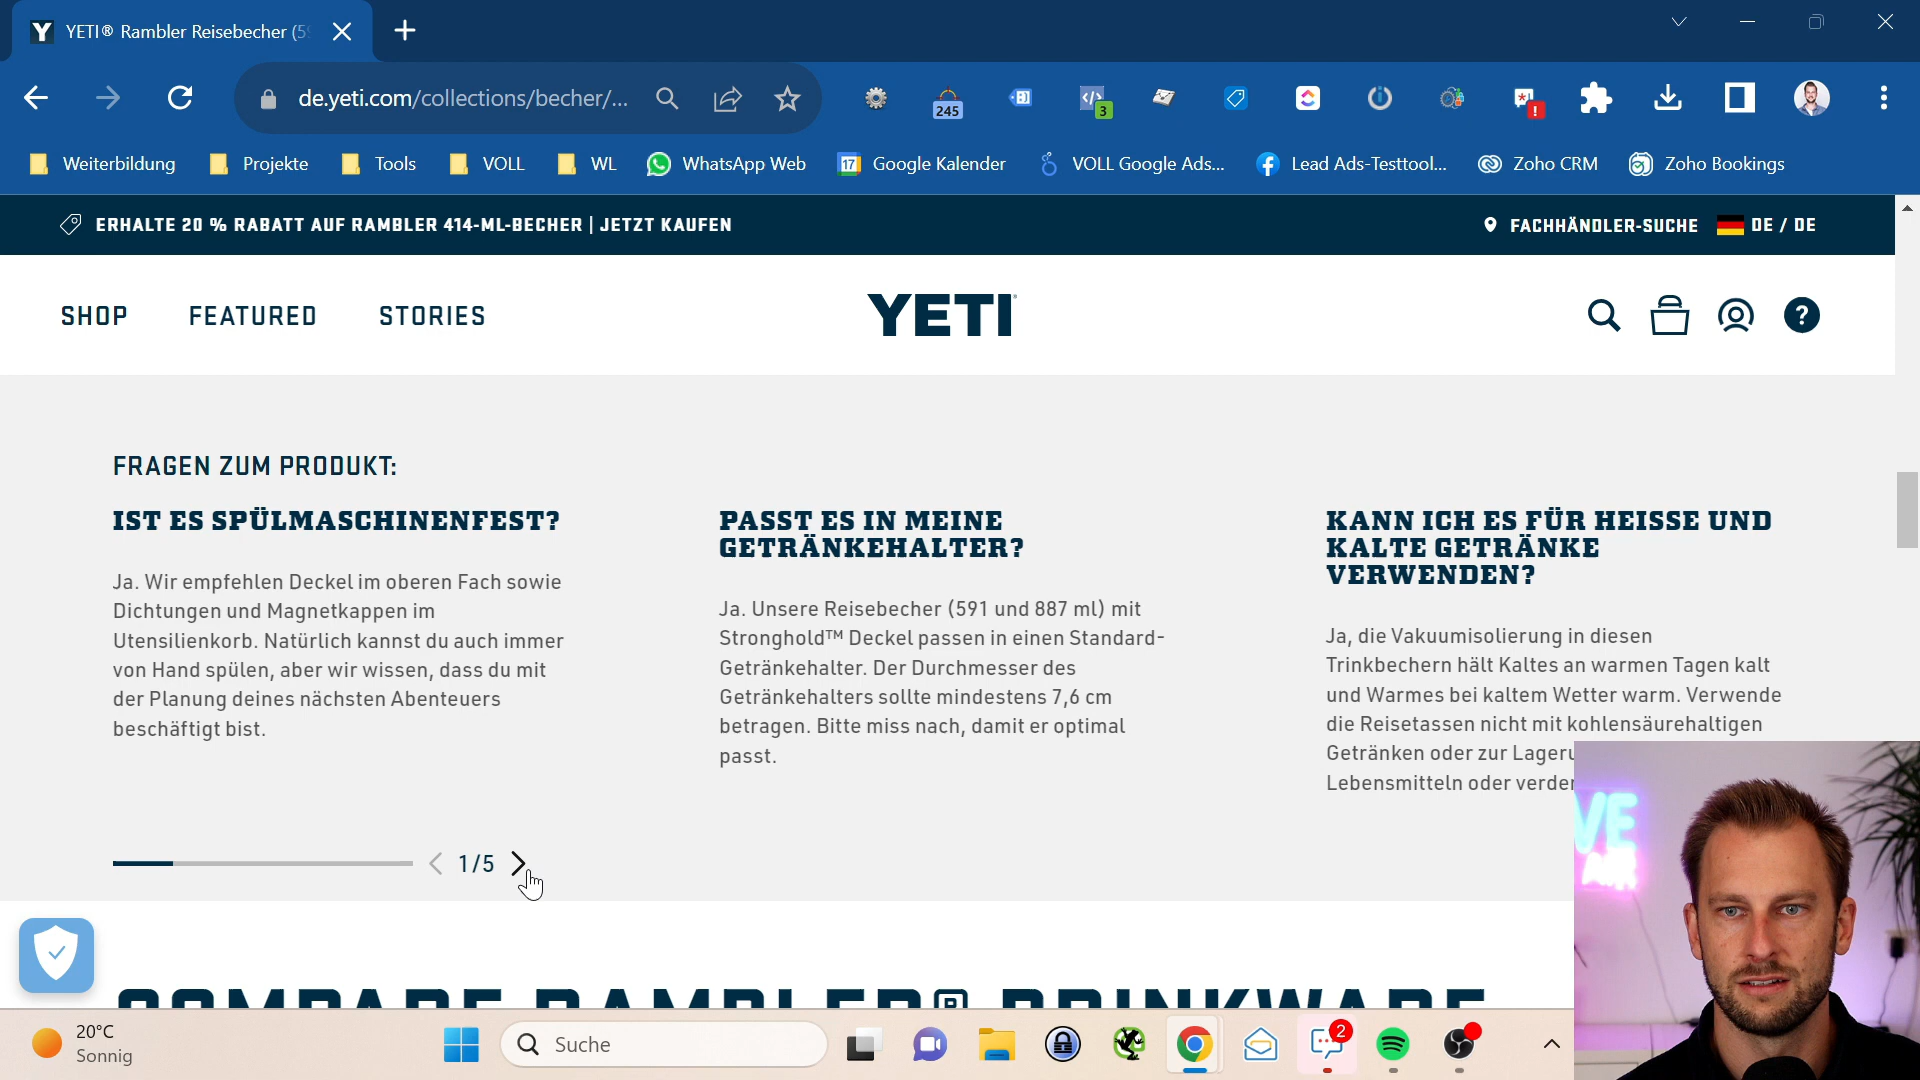 YETI® Rambler Reisebecher (5
de.yeti.com/collections/becher/...
245
3
Weiterbildung
Projekte
Tools
VOLL
WL
WhatsApp Web
17
Google Kalender
VOLL Google Ads...
Lead Ads-Testtool...
Zoho CRM
Zoho Bookings
ERHALTE 20 % RABATT AUF RAMBLER 414-ML-BECHER | JETZT KAUFEN
FACHHÄNDLER-SUCHE
DE / DE
SHOP
FEATURED
STORIES
YETI
?
FRAGEN ZUM PRODUKT:
IST ES SPÜLMASCHINENFEST?
Ja. Wir empfehlen Deckel im oberen Fach sowie
Dichtungen und Magnetkappen im
Utensilienkorb. Natürlich kannst du auch immer
von Hand spülen, aber wir wissen, dass du mit
der Planung deines nächsten Abenteuers
beschäftigt bist.
PASST ES IN MEINE
GETRÄNKEHALTER?
Ja. Unsere Reisebecher (591 und 887 ml) mit
Stronghold™ Deckel passen in einen Standard-
Getränkehalter. Der Durchmesser des
Getränkehalters sollte mindestens 7,6 cm
betragen. Bitte miss nach, damit er optimal
passt.
KANN ICH ES FÜR HEISSE UND
KALTE GETRÄNKE
VERWENDEN?
Ja, die Vakuumisolierung in diesen
Trinkbechern hält Kaltes an warmen Tagen kalt
und Warmes bei kaltem Wetter warm. Verwende
die Reisetassen nicht mit kohlensäurehaltigen
Getränken oder zur Lageru
Lebensmitteln oder verder
1/5
COMPARE RAMBLER® DRINKWARE
VE
AIR
20°C
Sonnig
Suche
2